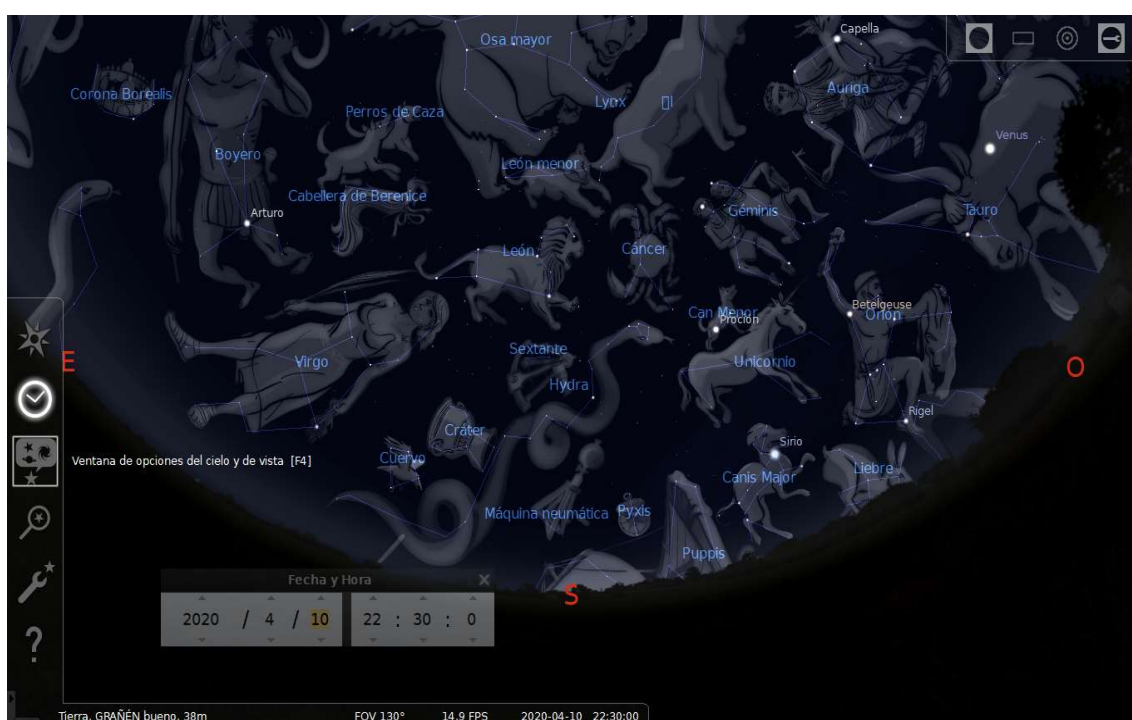 Capella
Osa mayor
Corona Borealis
Lynx
Auriga
Perros de Caza
Venus
Boyero
León menor
Cabellera de Berenice
Arturo
Géminis
Tauro
León
Cáncer
Betelgeuse
Can Menor
Orion
Proción
Sextante
E
Virgo
Unicornio
O
Hydra
Rigel
Cráter
Sirio
Cuervo
Ventana de opciones del cielo y de vista [F4]
Liebre
Canis Major
Máquina neumática
Pyxis
Puppis
S
Fecha y Hora X
2020 / 4 / 10 22 : 30 : 0
Tierra, GRAÑÉN bueno, 38m FOV 130° 14.9 FPS 2020-04-10 22:30:00